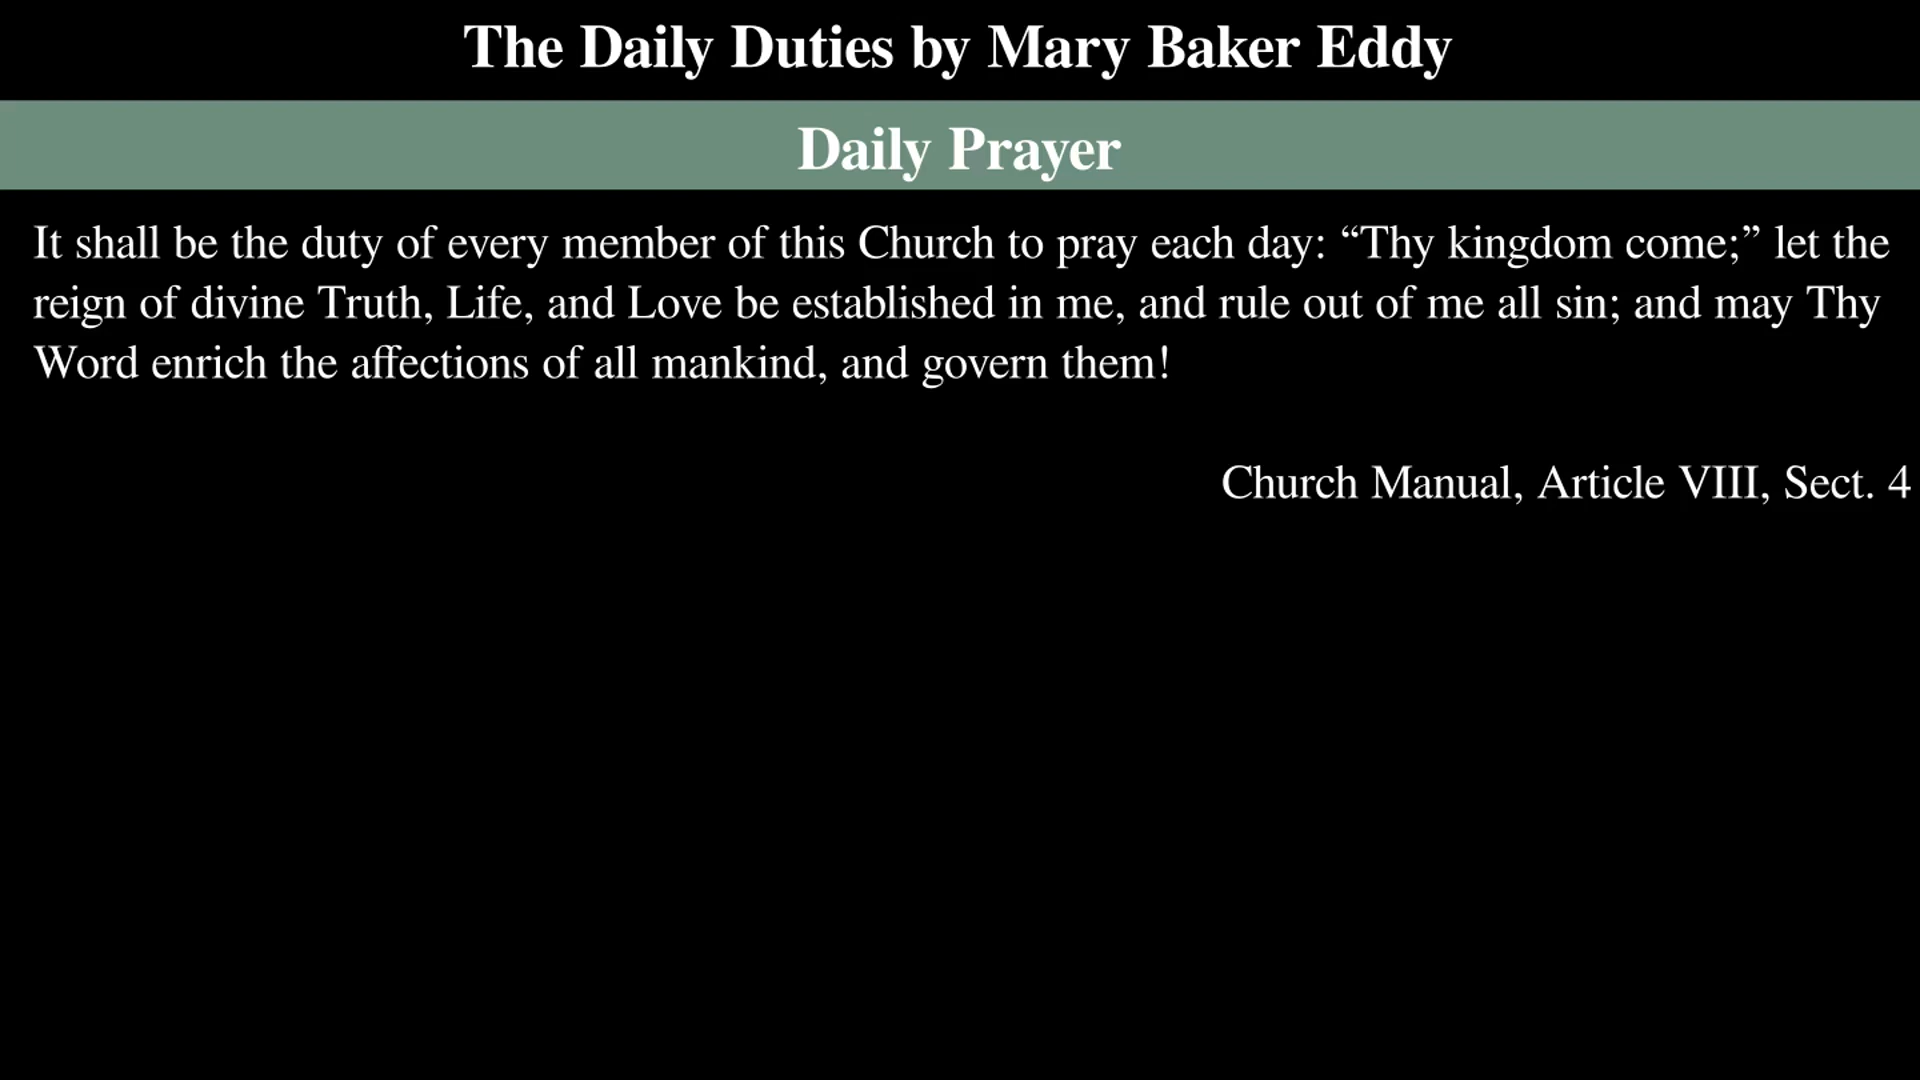 The Daily Duties by Mary Baker Eddy
Daily Prayer
It shall be the duty of every member of this Church to pray each day: “Thy kingdom come;” let the
reign of divine Truth, Life, and Love be established in me, and rule out of me all sin; and may Thy
Word enrich the affections of all mankind, and govern them!
Church Manual, Article VIII, Sect. 4